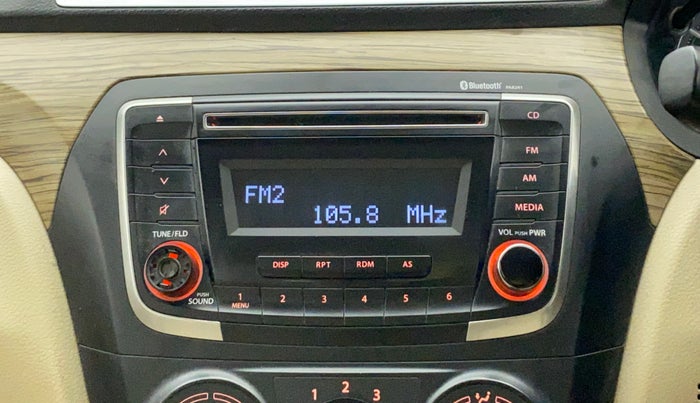 Bluetooth PA8241
CD
FM
AM
MEDIA
FM2
105.8 MHz
TUNE/FLD
VOL PUSH PWR
DISP RPT RDM AS
PUSH SOUND
1 MENU 2 3 4 5 6
1 2 3